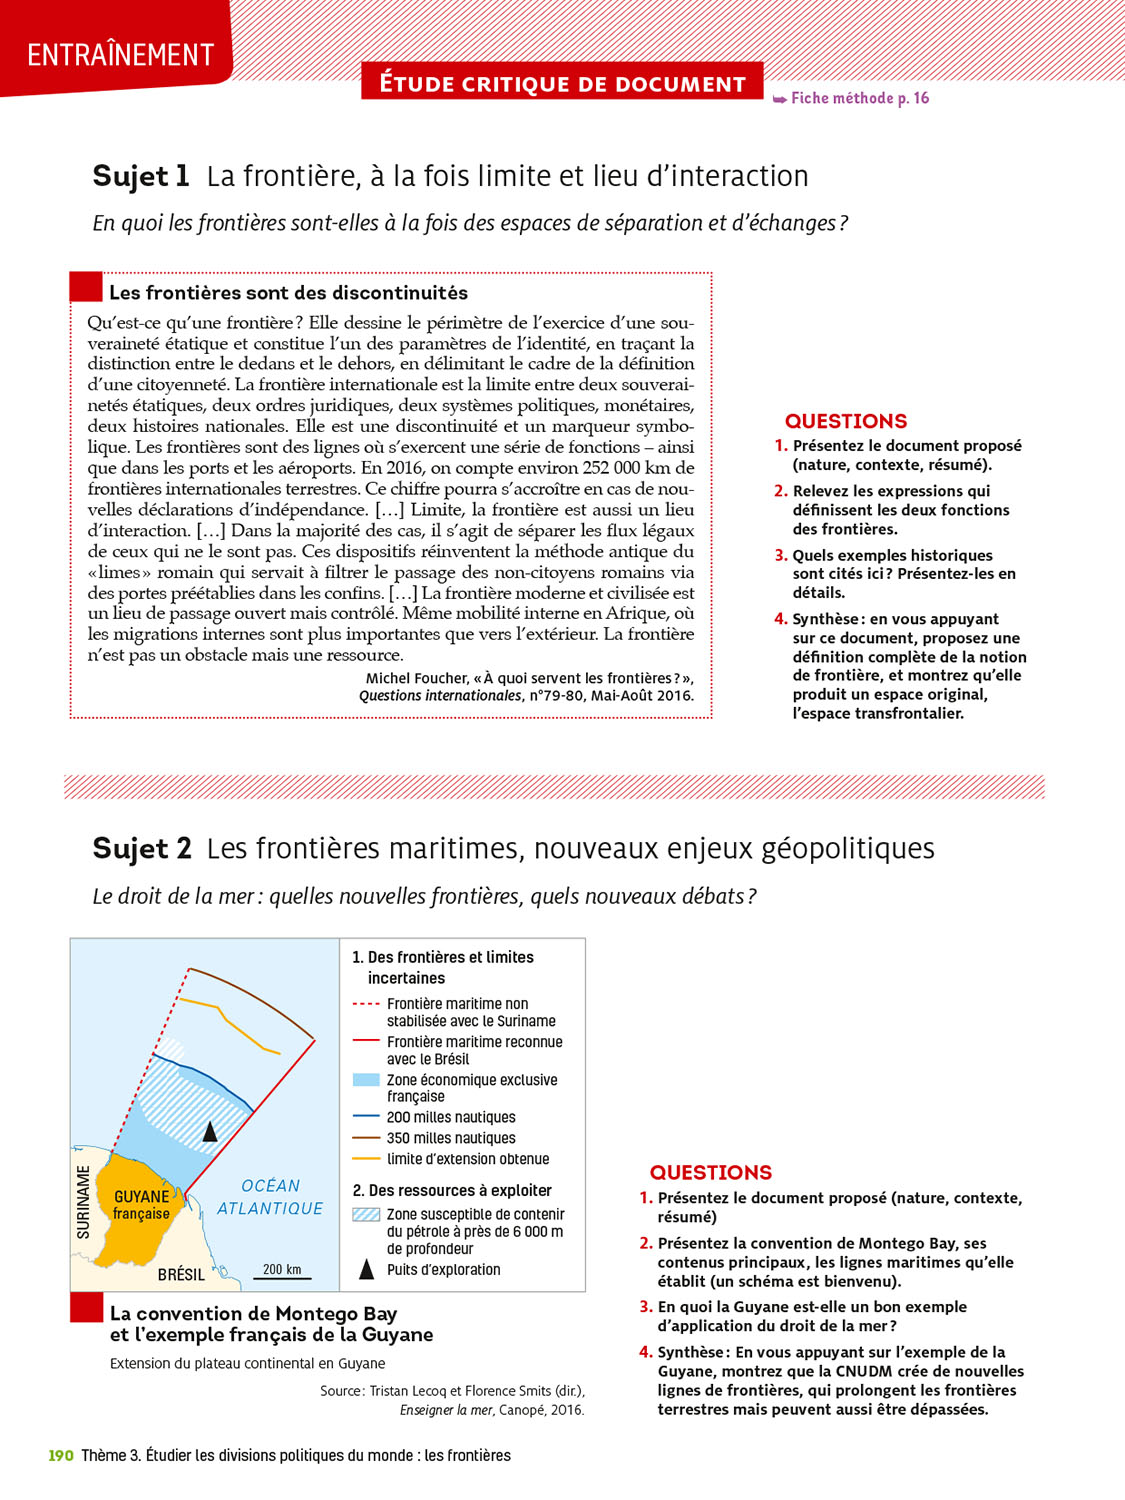 ENTRAÎNEMENT
ÉTUDE CRITIQUE DE DOCUMENT
➥ Fiche méthode p. 16
Sujet 1 La frontière, à la fois limite et lieu d’interaction
En quoi les frontières sont-elles à la fois des espaces de séparation et d’échanges ?
Les frontières sont des discontinuités
Qu’est-ce qu’une frontière ? Elle dessine le périmètre de l’exercice d’une sou-
veraineté étatique et constitue l’un des paramètres de l’identité, en traçant la
distinction entre le dedans et le dehors, en délimitant le cadre de la définition
d’une citoyenneté. La frontière internationale est la limite entre deux souverai-
netés étatiques, deux ordres juridiques, deux systèmes politiques, monétaires,
deux histoires nationales. Elle est une discontinuité et un marqueur symbo-
lique. Les frontières sont des lignes où s’exercent une série de fonctions – ainsi
que dans les ports et les aéroports. En 2016, on compte environ 252 000 km de
frontières internationales terrestres. Ce chiffre pourra s’accroître en cas de nou-
velles déclarations d’indépendance. […] Limite, la frontière est aussi un lieu
d’interaction. […] Dans la majorité des cas, il s’agit de séparer les flux légaux
de ceux qui ne le sont pas. Ces dispositifs réinventent la méthode antique du
« limes » romain qui servait à filtrer le passage des non-citoyens romains via
des portes préétablies dans les confins. […] La frontière moderne et civilisée est
un lieu de passage ouvert mais contrôlé. Même mobilité interne en Afrique, où
les migrations internes sont plus importantes que vers l’extérieur. La frontière
n’est pas un obstacle mais une ressource.
Michel Foucher, « À quoi servent les frontières ? »,
Questions internationales, n°79-80, Mai-Août 2016.
QUESTIONS
1. Présentez le document proposé
(nature, contexte, résumé).
2. Relevez les expressions qui
définissent les deux fonctions
des frontières.
3. Quels exemples historiques
sont cités ici ? Présentez-les en
détails.
4. Synthèse : en vous appuyant
sur ce document, proposez une
définition complète de la notion
de frontière, et montrez qu’elle
produit un espace original,
l’espace transfrontalier.
Sujet 2 Les frontières maritimes, nouveaux enjeux géopolitiques
Le droit de la mer : quelles nouvelles frontières, quels nouveaux débats ?
SURINAME
GUYANE
française
BRÉSIL
OCÉAN
ATLANTIQUE
200 km
1. Des frontières et limites
incertaines
Frontière maritime non
stabilisée avec le Suriname
Frontière maritime reconnue
avec le Brésil
Zone économique exclusive
française
200 milles nautiques
350 milles nautiques
limite d’extension obtenue
2. Des ressources à exploiter
Zone susceptible de contenir
du pétrole à près de 6 000 m
de profondeur
Puits d’exploration
La convention de Montego Bay
et l’exemple français de la Guyane
Extension du plateau continental en Guyane
Source : Tristan Lecoq et Florence Smits (dir.),
Enseigner la mer, Canopé, 2016.
QUESTIONS
1. Présentez le document proposé (nature, contexte,
résumé)
2. Présentez la convention de Montego Bay, ses
contenus principaux, les lignes maritimes qu’elle
établit (un schéma est bienvenu).
3. En quoi la Guyane est-elle un bon exemple
d’application du droit de la mer ?
4. Synthèse : En vous appuyant sur l’exemple de la
Guyane, montrez que la CNUDM crée de nouvelles
lignes de frontières, qui prolongent les frontières
terrestres mais peuvent aussi être dépassées.
190 Thème 3. Étudier les divisions politiques du monde : les frontières